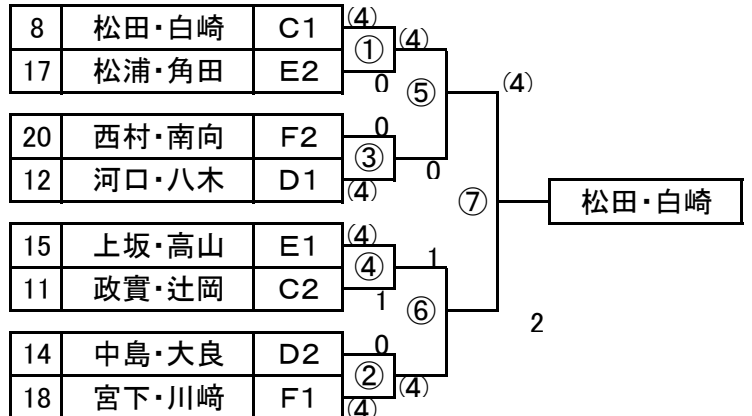 8 松田・白崎 C1 (4)
① (4)
17 松浦・角田 E2 0
⑤ (4)
20 西村・南向 F2 0
③ 0
12 河口・八木 D1 (4)
⑦ 松田・白崎
15 上坂・高山 E1 (4)
④ 1
11 政實・辻岡 C2 1
⑥ 2
14 中島・大良 D2 0
② (4)
18 宮下・川﨑 F1 (4)